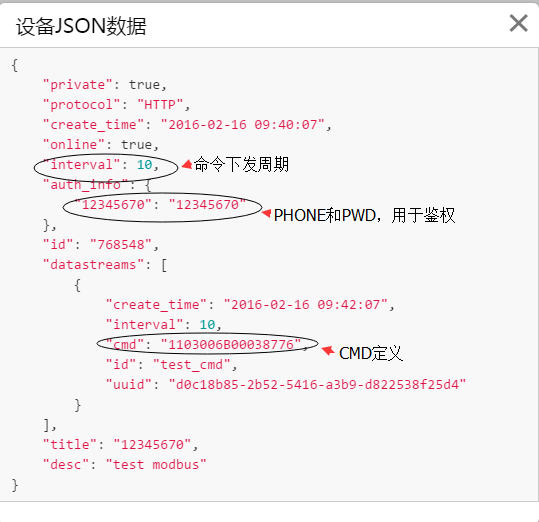 设备JSON数据
{
"private": true,
"protocol": "HTTP",
"create_time": "2016-02-16 09:40:07",
"online": true,
"interval": 10, 命令下发周期
"auth_info": {
"12345670": "12345670" PHONE和PWD，用于鉴权
},
"id": "768548",
"datastreams": [
{
"create_time": "2016-02-16 09:42:07",
"interval": 10,
"cmd": "1103006B00038776", CMD定义
"id": "test_cmd",
"uuid": "d0c18b85-2b52-5416-a3b9-d822538f25d4"
}
],
"title": "12345670",
"desc": "test modbus"
}